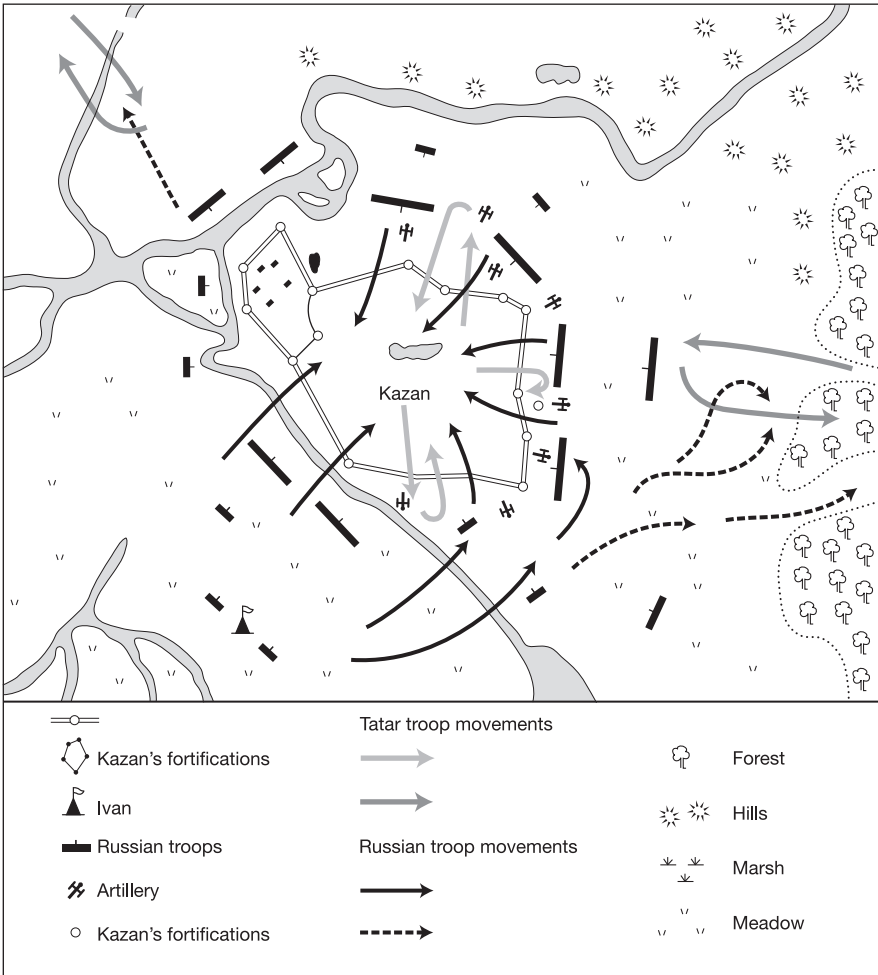 Kazan
Kazan's fortifications
Ivan
Russian troops
Artillery
Kazan's fortifications
Tatar troop movements
Russian troop movements
Forest
Hills
Marsh
Meadow